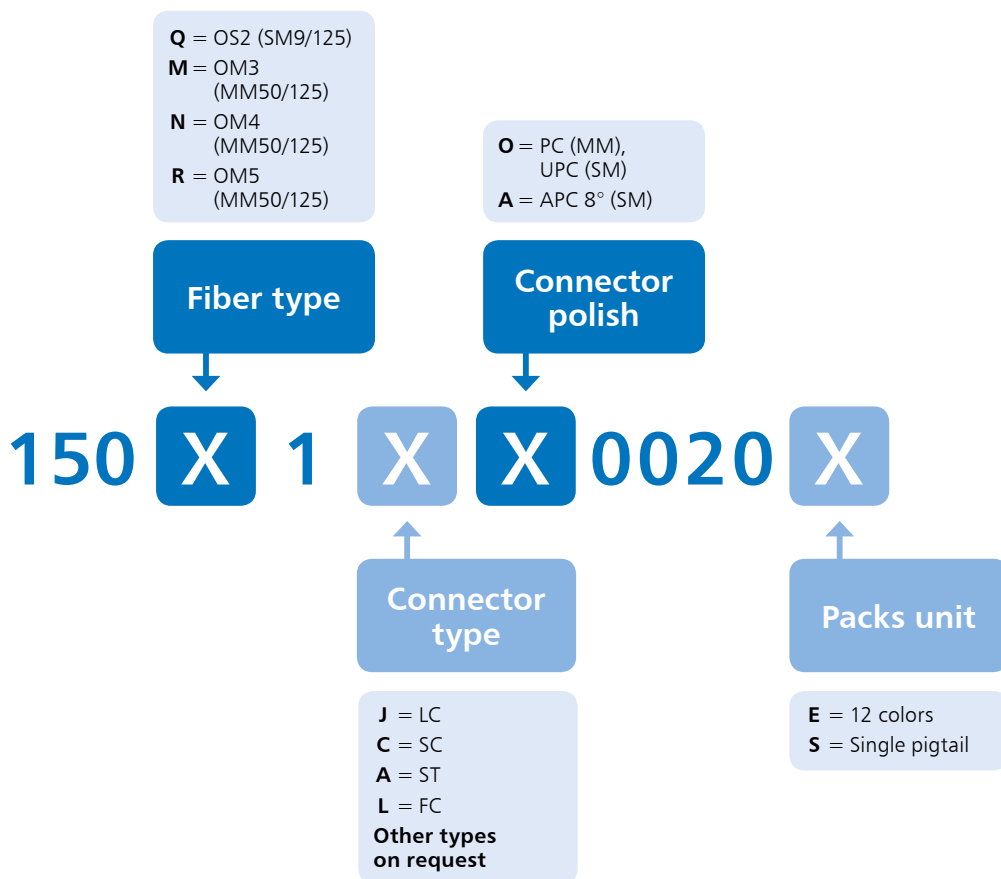 Q = OS2 (SM9/125)
M = OM3
(MM50/125)
N = OM4
(MM50/125)
R = OM5
(MM50/125)
O = PC (MM),
UPC (SM)
A = APC 8° (SM)
Fiber type
Connector
polish
150 X 1 X X 0020 X
Connector
type
Packs unit
J = LC
C = SC
A = ST
L = FC
Other types
on request
E = 12 colors
S = Single pigtail